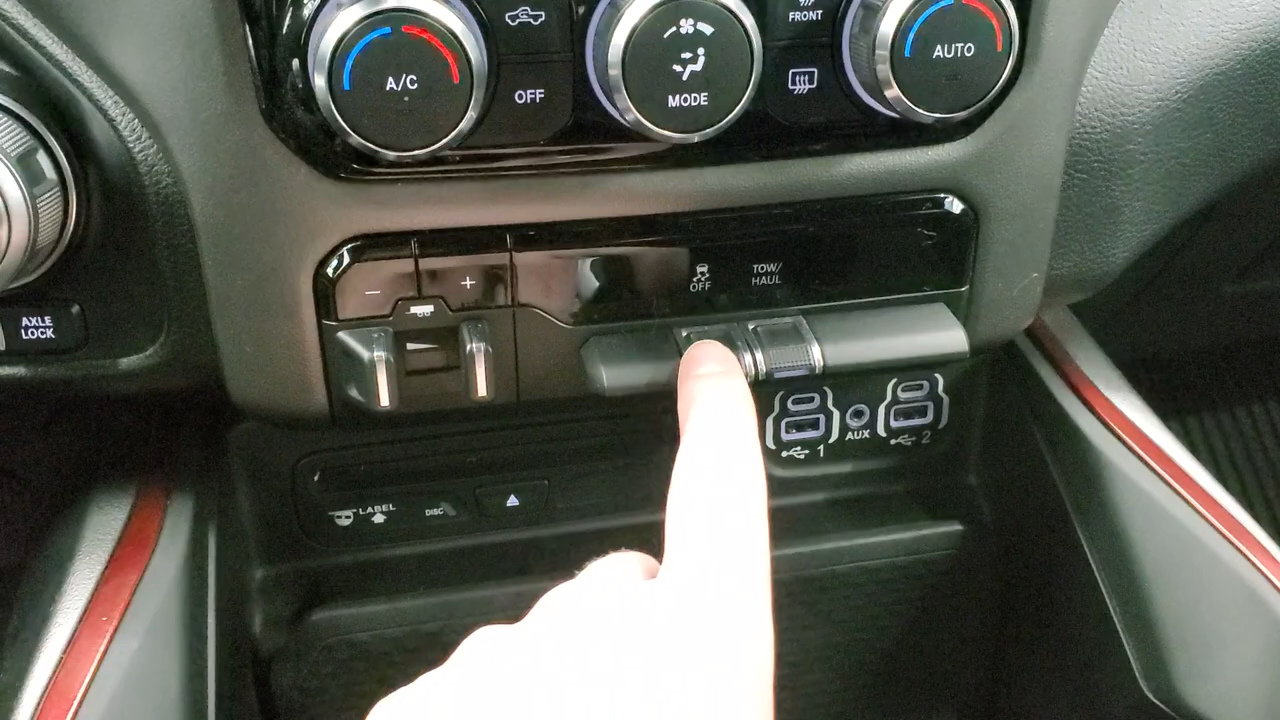 FRONT
A/C
OFF
MODE
AUTO
AXLE
LOCK
− +
OFF
TOW/
HAUL
1
AUX
2
LABEL
DISC